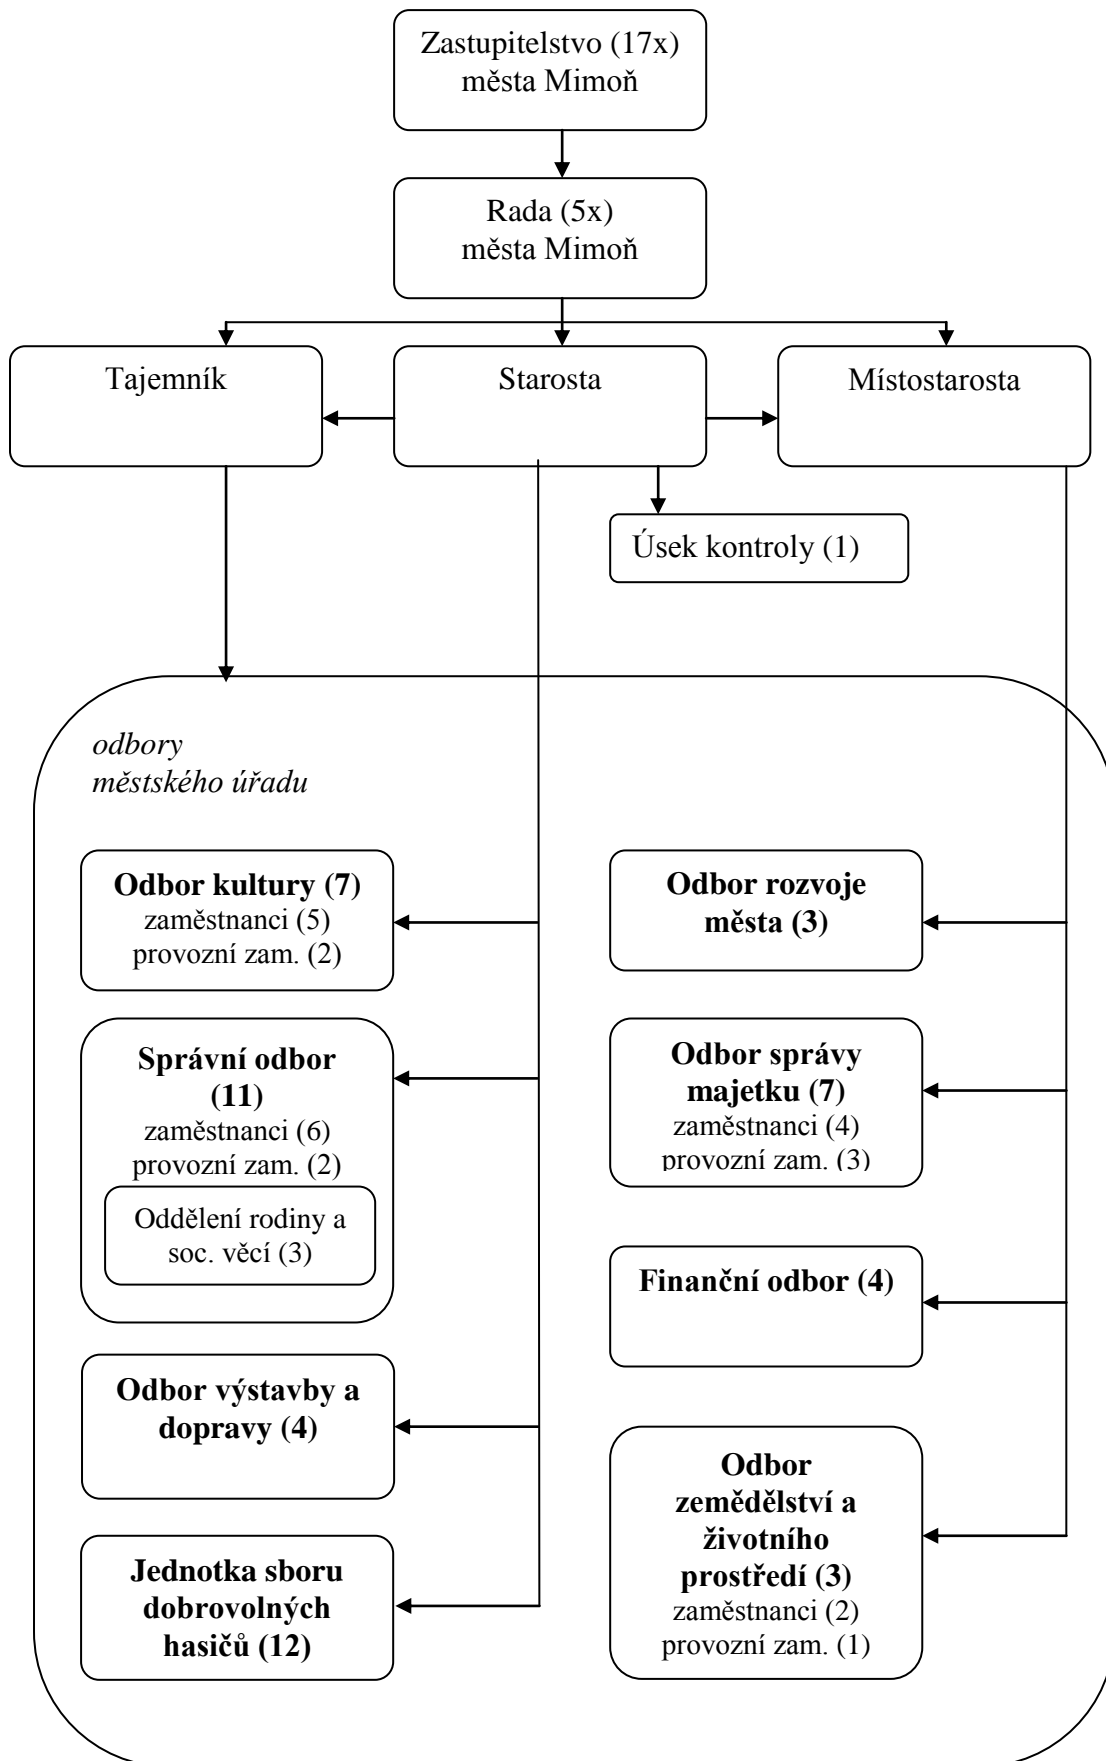 Zastupitelstvo (17x)
města Mimoň
Rada (5x)
města Mimoň
Tajemník
Starosta
Místostarosta
Úsek kontroly (1)
odbory
městského úřadu
Odbor kultury (7)
zaměstnanci (5)
provozní zam. (2)
Správní odbor
(11)
zaměstnanci (6)
provozní zam. (2)
Oddělení rodiny a
soc. věcí (3)
Odbor výstavby a
dopravy (4)
Jednotka sboru
dobrovolných
hasičů (12)
Odbor rozvoje
města (3)
Odbor správy
majetku (7)
zaměstnanci (4)
provozní zam. (3)
Finanční odbor (4)
Odbor
zemědělství a
životního
prostředí (3)
zaměstnanci (2)
provozní zam. (1)